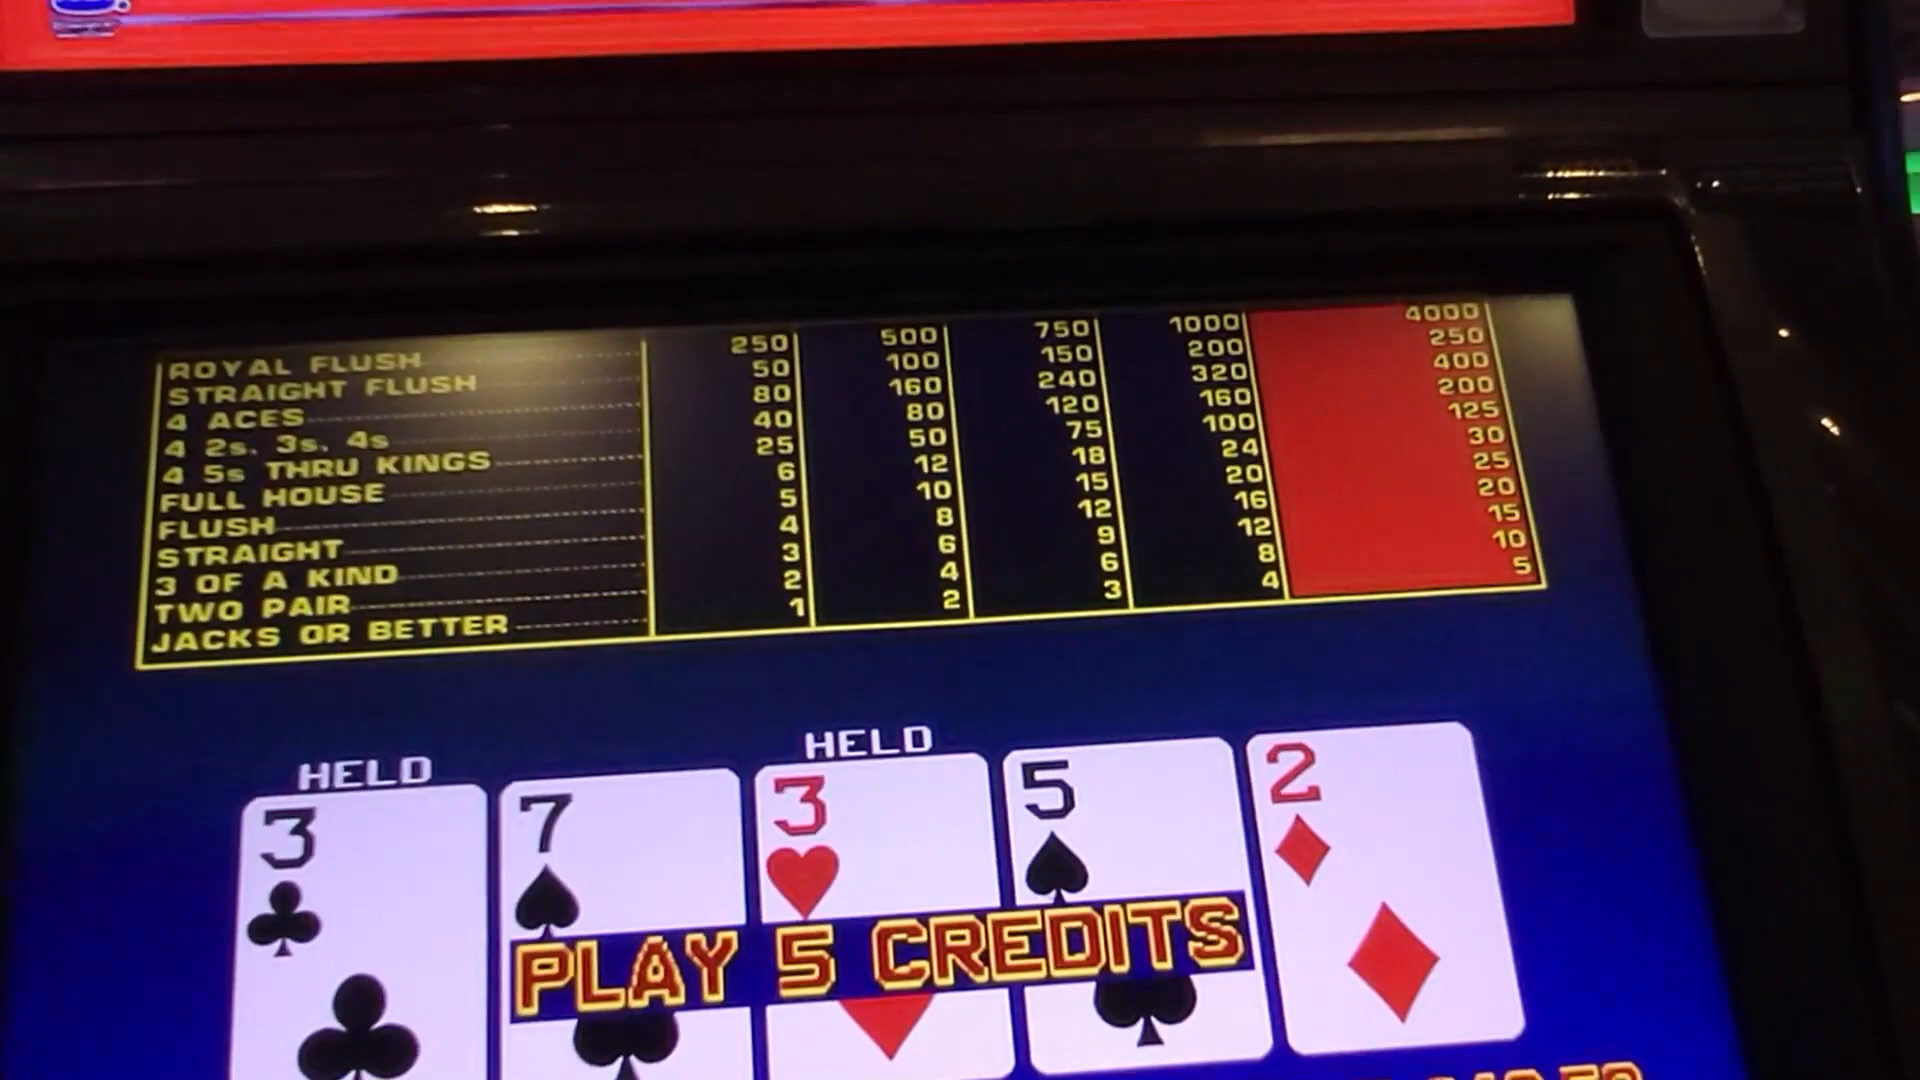 ROYAL FLUSH 250 500 750 1000 4000
STRAIGHT FLUSH 50 100 150 200 250
4 ACES 80 160 240 320 400
4 2s, 3s, 4s 40 80 120 160 200
4 5s THRU KINGS 25 50 75 100 125
FULL HOUSE 6 12 18 24 30
FLUSH 5 10 15 20 25
STRAIGHT 4 8 12 16 20
3 OF A KIND 3 6 9 12 15
TWO PAIR 2 4 6 8 10
JACKS OR BETTER 1 2 3 4 5
HELD HELD
3 7 3 5 2
PLAY 5 CREDITS